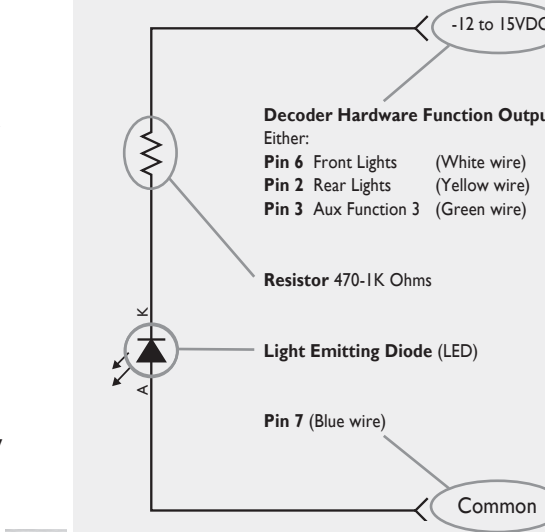 -12 to 15VDC
Decoder Hardware Function
Either:
Pin 6 Front Lights (White wire)
Pin 2 Rear Lights (Yellow wire)
Pin 3 Aux Function 3 (Green wire)
Resistor 470-1K Ohms
K
Light Emitting Diode (LED)
A
Pin 7 (Blue wire)
Common